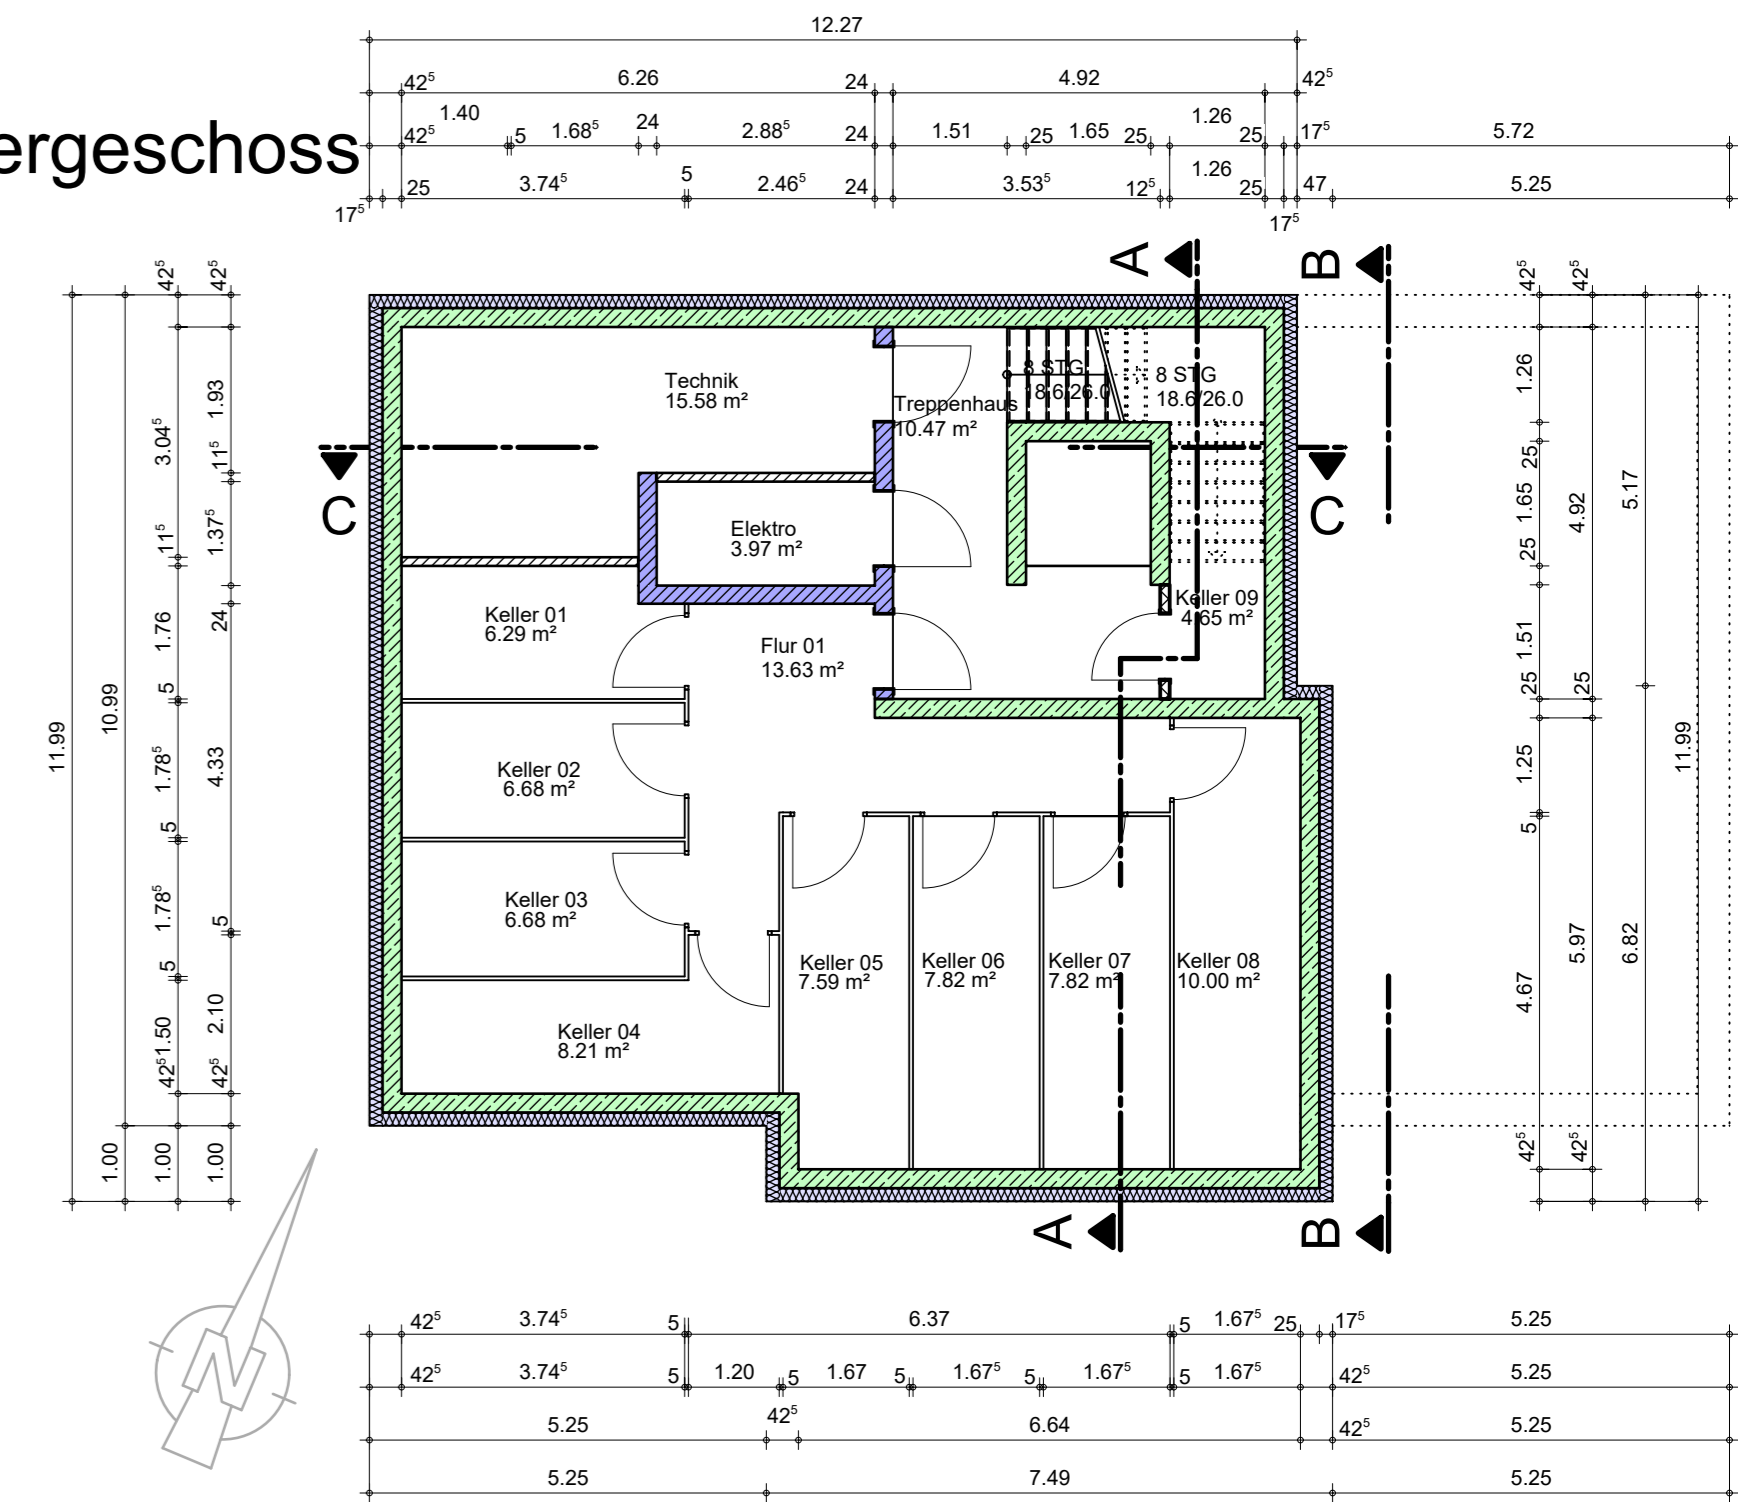 12.27
42⁵ 6.26 24 4.92 42⁵
1.40 24 1.26
ergeschoss
42⁵ 5 1.68⁵ 2.88⁵ 24 1.51 25 1.65 25 25 17⁵ 5.72
5 1.26
25 3.74⁵ 2.46⁵ 24 3.53⁵ 12⁵ 25 47 5.25
17⁵ 17⁵
A B
42⁵ 42⁵ 42⁵ 42⁵
11.99
10.99
3.04⁵ 11⁵ 1.76 5 1.78⁵ 5 1.78⁵ 5 1.50 42⁵ 1.00
1.93 11⁵ 1.37⁵ 24 4.33 5 2.10 42⁵ 1.00
1.00
Technik
15.58 m²
Treppenhaus
10.47 m²
8 STG
18.6/26.0
8 STG
18.6/26.0
C C
Elektro
3.97 m²
Keller 01
6.29 m²
Flur 01
13.63 m²
Keller 09
4.65 m²
Keller 02
6.68 m²
Keller 03
6.68 m²
Keller 04
8.21 m²
Keller 05
7.59 m²
Keller 06
7.82 m²
Keller 07
7.82 m²
Keller 08
10.00 m²
1.26 25 1.65 25 1.51 25 1.25 5 4.67 42⁵
4.92 25 5.97 42⁵
5.17 6.82
11.99
A B
N
42⁵ 3.74⁵ 5 6.37 5 1.67⁵ 25 17⁵ 5.25
42⁵ 3.74⁵ 5 1.20 5 1.67 5 1.67⁵ 5 1.67⁵ 5 1.67⁵ 42⁵ 5.25
5.25 42⁵ 6.64 42⁵ 5.25
5.25 7.49 5.25